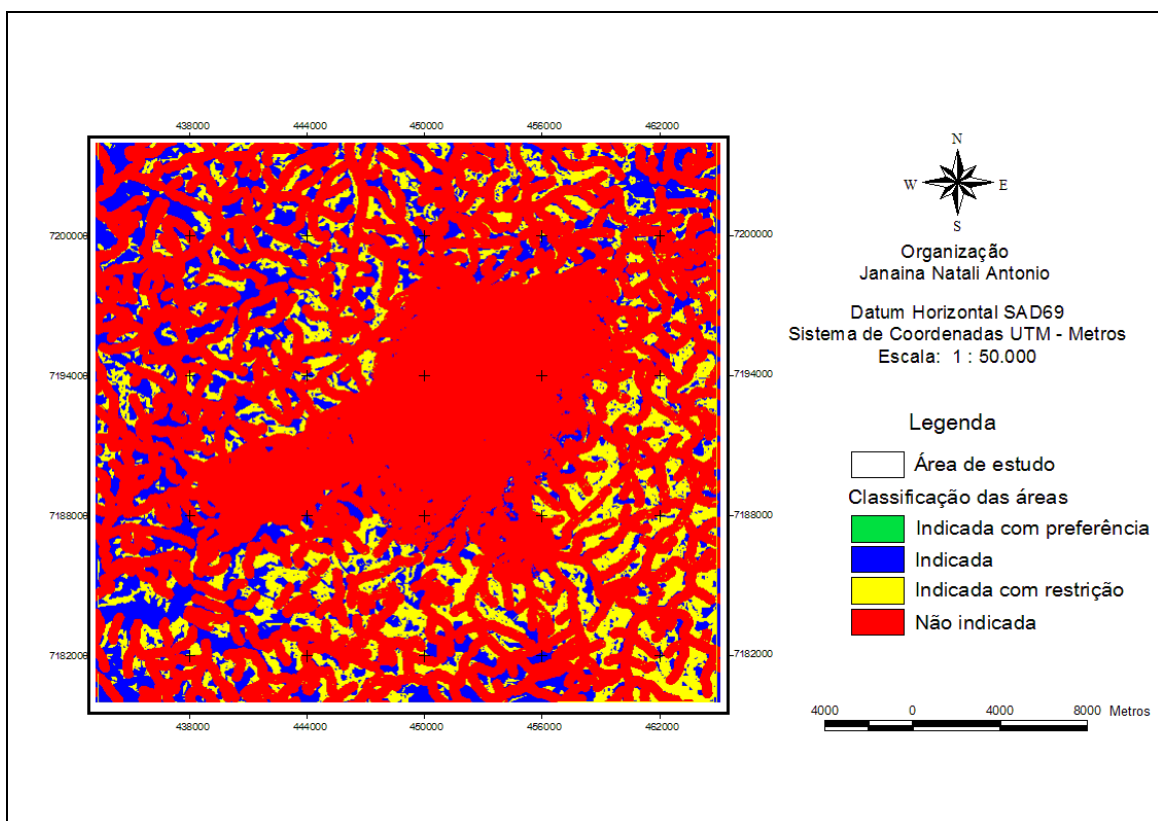 438000 444000 450000 456000 462000
7200000 7200000
7194000 7194000
7188000 7188000
7182000 7182000
438000 444000 450000 456000 462000
N
W E
S
Organização
Janaina Natali Antonio
Datum Horizontal SAD69
Sistema de Coordenadas UTM - Metros
Escala: 1 : 50.000
Legenda
Área de estudo
Classificação das áreas
Indicada com preferência
Indicada
Indicada com restrição
Não indicada
4000 0 4000 8000 Metros